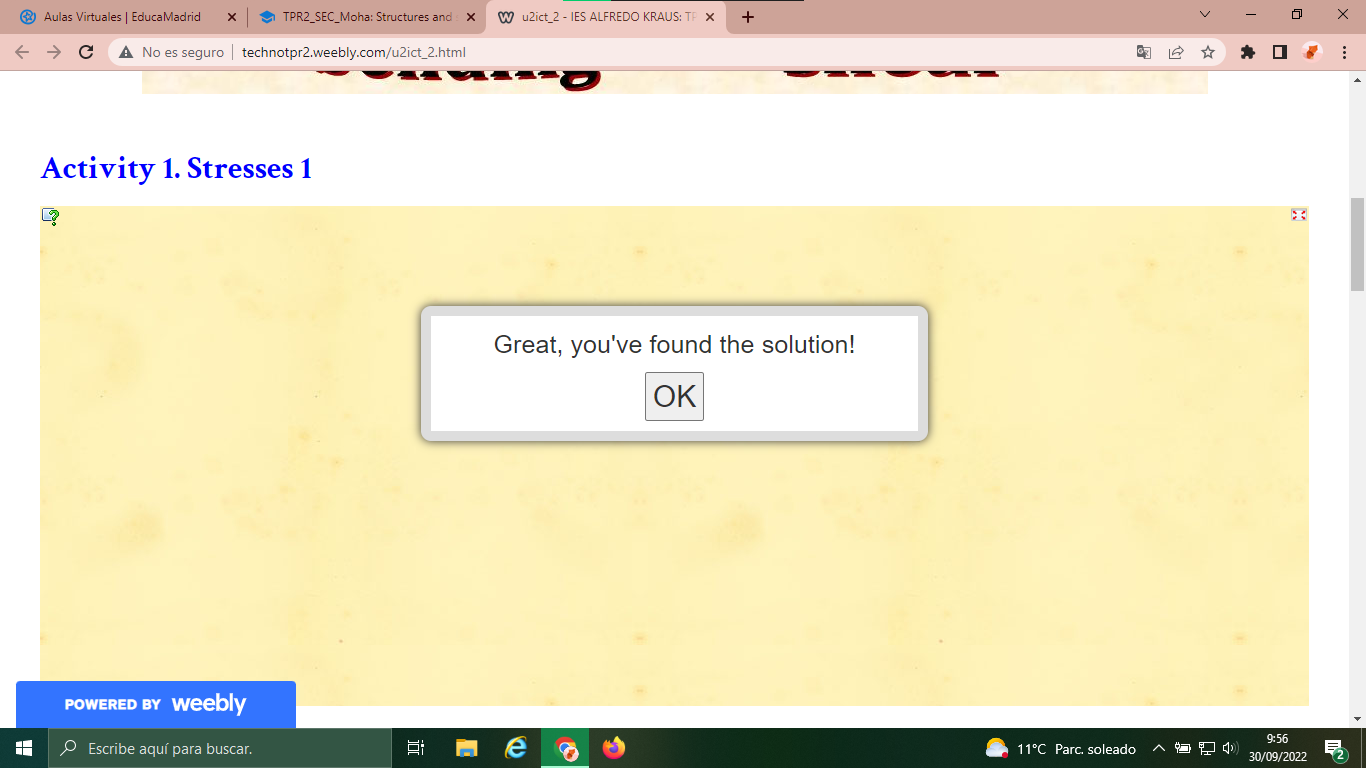 Aulas Virtuales | EducaMadrid
TPR2_SEC_Moha: Structures and
u2ict_2 - IES ALFREDO KRAUS: TP
No es seguro
technotpr2.weebly.com/u2ict_2.html
Bending
Shear
Activity 1. Stresses 1
Great, you've found the solution!
OK
POWERED BY weebly
Escribe aquí para buscar.
11°C Parc. soleado
9:56
30/09/2022
2